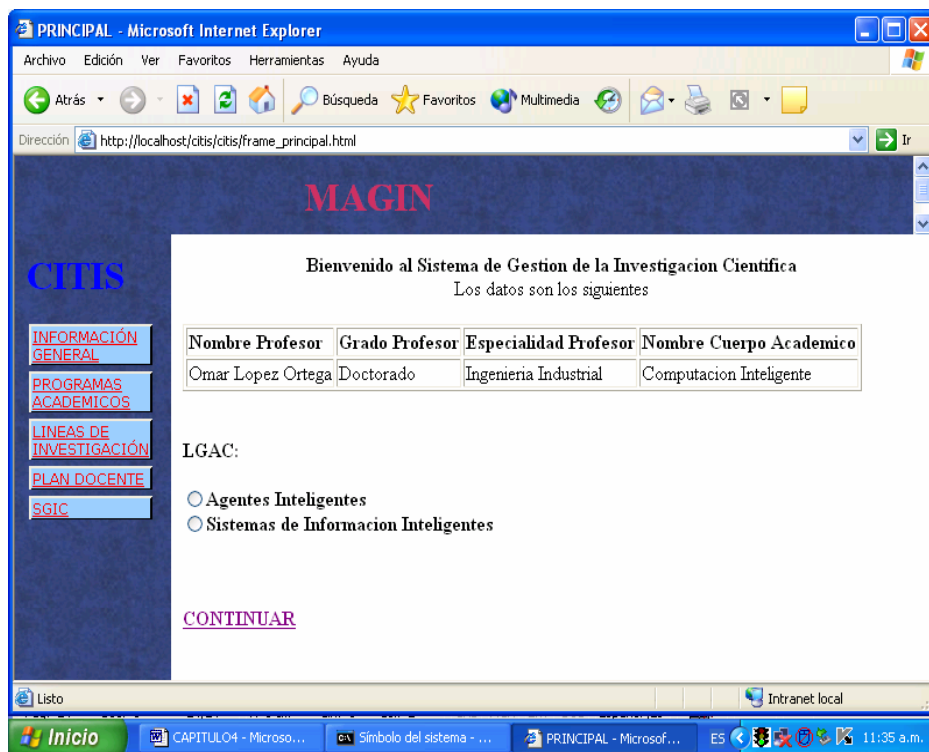 PRINCIPAL - Microsoft Internet Explorer
Archivo Edición Ver Favoritos Herramientas Ayuda
Atrás Búsqueda Favoritos Multimedia
Dirección http://localhost/citis/citis/frame_principal.html Ir
MAGIN
CITIS
INFORMACIÓN
GENERAL
PROGRAMAS
ACADEMICOS
LINEAS DE
INVESTIGACIÓN
PLAN DOCENTE
SGIC
Bienvenido al Sistema de Gestion de la Investigacion Cientifica
Los datos son los siguientes
Nombre Profesor Grado Profesor Especialidad Profesor Nombre Cuerpo Academico
Omar Lopez Ortega Doctorado Ingenieria Industrial Computacion Inteligente
LGAC:
Agentes Inteligentes
Sistemas de Informacion Inteligentes
CONTINUAR
Listo Intranet local
Inicio CAPITULO4 - Microso... Símbolo del sistema - ... PRINCIPAL - Microsof... ES 11:35 a.m.